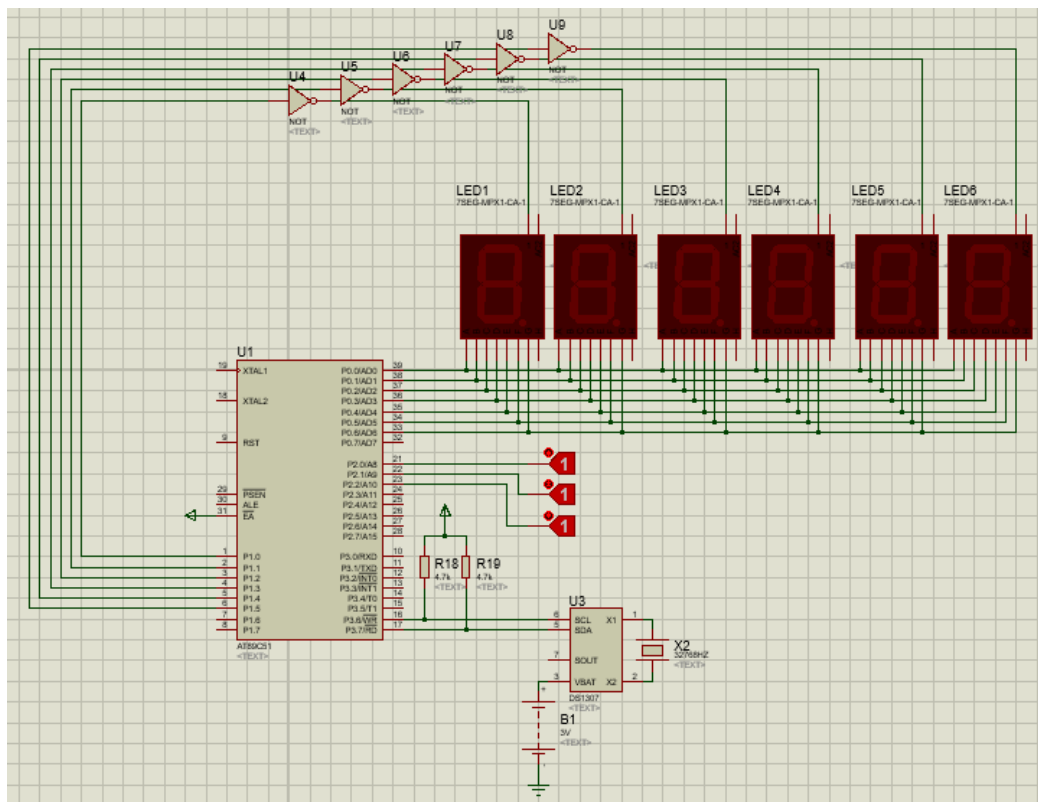 U9
U8
U7
U6
U5
U4
NOT
<TEXT>
NOT
<TEXT>
NOT
<TEXT>
NOT
<TEXT>
NOT
<TEXT>
NOT
<TEXT>
LED1
7SEG-MPX1-CA-1
LED2
7SEG-MPX1-CA-1
LED3
7SEG-MPX1-CA-1
LED4
7SEG-MPX1-CA-1
LED5
7SEG-MPX1-CA-1
LED6
7SEG-MPX1-CA-1
U1
19 XTAL1 P0.0/AD0 39
P0.1/AD1 38
P0.2/AD2 37
18 XTAL2 P0.3/AD3 36
P0.4/AD4 35
P0.5/AD5 34
P0.6/AD6 33
9 RST P0.7/AD7 32
P2.0/A8 21
P2.1/A9 22
P2.2/A10 23
29 PSEN P2.3/A11 24
30 ALE P2.4/A12 25
31 EA P2.5/A13 26
P2.6/A14 27
P2.7/A15 28
1 P1.0 P3.0/RXD 10
2 P1.1 P3.1/TXD 11
3 P1.2 P3.2/INT0 12
4 P1.3 P3.3/INT1 13
5 P1.4 P3.4/T0 14
6 P1.5 P3.5/T1 15
7 P1.6 P3.6/WR 16
8 P1.7 P3.7/RD 17
AT89C51
<TEXT>
1
1
1
R18
4.7k
<TEXT>
R19
4.7k
<TEXT>
U3
6 SCL X1 1
5 SDA
7 SOUT
3 VBAT X2 2
DS1307
<TEXT>
X2
32768HZ
<TEXT>
B1
3V
<TEXT>